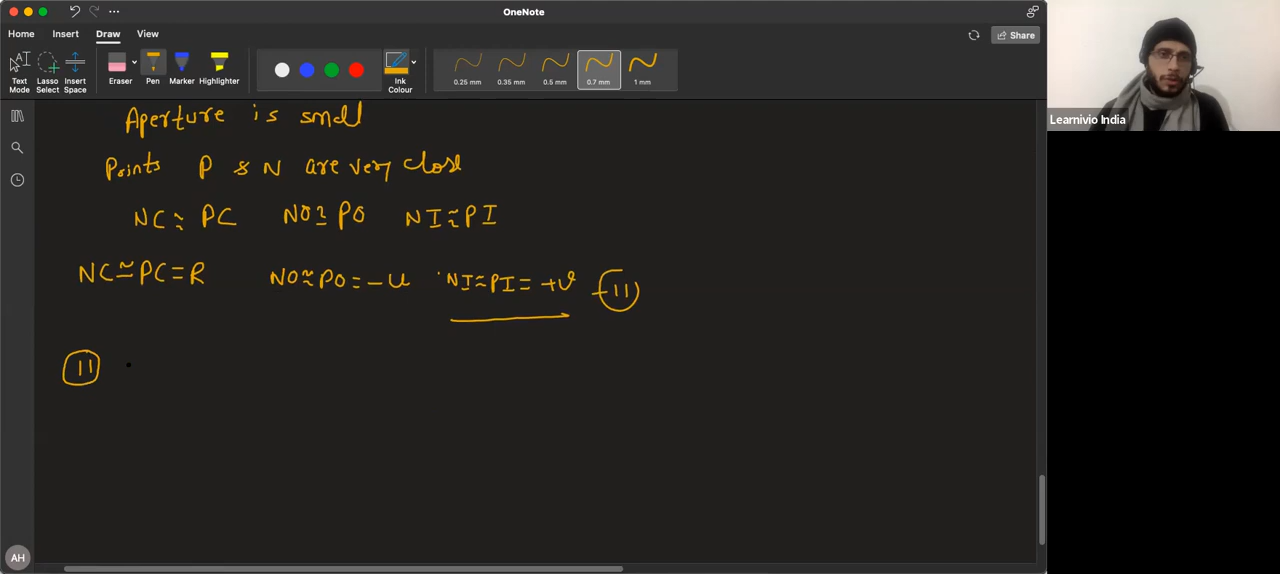 OneNote
Home Insert Draw View
Share
Text Mode Lasso Select Insert Space Eraser Pen Marker Highlighter Ink Colour 0.25 mm 0.35 mm 0.5 mm 0.7 mm 1 mm
Learnivio India
Aperture is small
Points P & N are very close
NC ≃ PC NO ≃ PO NI ≃ PI
NC ≃ PC = R NO ≃ PO = -u NI ≃ PI = +v - 11
11
AH